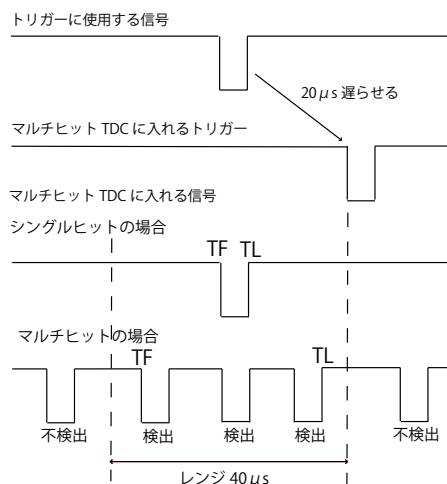 トリガーに使用する信号
20μs 遅らせる
マルチヒット TDC に入れるトリガー
マルチヒット TDC に入れる信号
シングルヒットの場合
TF TL
マルチヒットの場合
TF TL
不検出 検出 検出 検出 不検出
レンジ 40μs